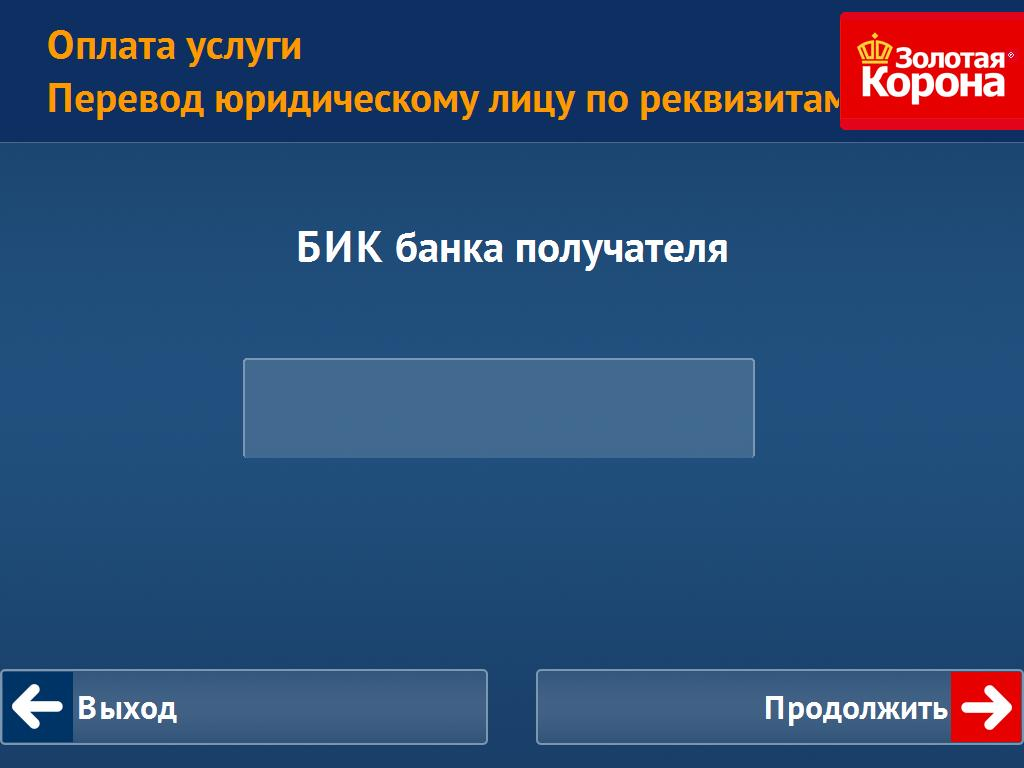 Оплата услуги
Перевод юридическому лицу по реквизитам
Золотая
Корона
БИК банка получателя
Выход
Продолжить